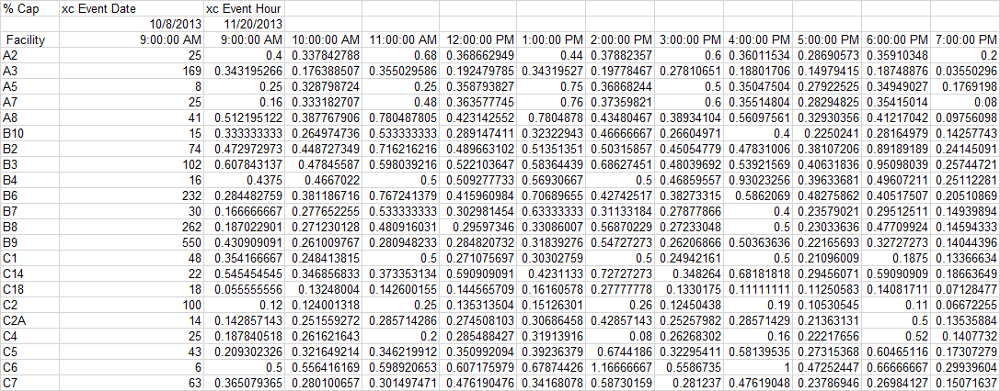 % Cap xc Event Date xc Event Hour
10/8/2013 11/20/2013
Facility 9:00:00 AM 9:00:00 AM 10:00:00 AM 11:00:00 AM 12:00:00 PM 1:00:00 PM 2:00:00 PM 3:00:00 PM 4:00:00 PM 5:00:00 PM 6:00:00 PM 7:00:00 PM
A2 25 0.4 0.337842788 0.68 0.368662949 0.44 0.37882357 0.6 0.36011534 0.28690573 0.35910348 0.2
A3 169 0.343195266 0.176388507 0.355029586 0.192479785 0.34319527 0.19778467 0.27810651 0.18801706 0.14979415 0.18748876 0.03550296
A5 8 0.25 0.328798724 0.25 0.358793827 0.75 0.36868244 0.5 0.35047504 0.27922525 0.34949027 0.1769198
A7 25 0.16 0.333182707 0.48 0.363577745 0.76 0.37359821 0.6 0.35514804 0.28294825 0.35415014 0.08
A8 41 0.512195122 0.387767906 0.780487805 0.423142552 0.7804878 0.43480467 0.38934104 0.56097561 0.32930356 0.41217042 0.09756098
B10 15 0.333333333 0.264974736 0.533333333 0.289147411 0.32322943 0.46666667 0.26604971 0.4 0.2250241 0.28164979 0.14257743
B2 74 0.472972973 0.448727349 0.716216216 0.489663102 0.51351351 0.50315857 0.45054779 0.47831006 0.38107206 0.89189189 0.24145091
B3 102 0.607843137 0.47845587 0.598039216 0.522103647 0.58364439 0.68627451 0.48039692 0.53921569 0.40631836 0.95098039 0.25744721
B4 16 0.4375 0.4667022 0.5 0.509277733 0.56930667 0.5 0.46859557 0.93023256 0.39633681 0.49607211 0.25112281
B6 232 0.284482759 0.381186716 0.767241379 0.415960984 0.70689655 0.42742517 0.38273315 0.5862069 0.48275862 0.40517507 0.20510869
B7 30 0.166666667 0.277652255 0.533333333 0.302981454 0.63333333 0.31133184 0.27877866 0.4 0.23579021 0.29512511 0.14939894
B8 262 0.187022901 0.271230128 0.480916031 0.29597346 0.33086007 0.56870229 0.27233048 0.5 0.23033636 0.47709924 0.14594333
B9 550 0.430909091 0.261009767 0.280948233 0.284820732 0.31839276 0.54727273 0.26206866 0.50363636 0.22165693 0.32727273 0.14044396
C1 48 0.354166667 0.248413815 0.5 0.271075697 0.30302759 0.5 0.24942161 0.5 0.21096009 0.1875 0.13366634
C14 22 0.545454545 0.346856833 0.373353134 0.590909091 0.4231133 0.72727273 0.348264 0.68181818 0.29456071 0.59090909 0.18663649
C18 18 0.055555556 0.13248004 0.142600155 0.144565709 0.16160578 0.27777778 0.1330175 0.11111111 0.11250583 0.14081711 0.07128477
C2 100 0.12 0.124001318 0.25 0.135313504 0.15126301 0.26 0.12450438 0.19 0.10530545 0.11 0.06672255
C2A 14 0.142857143 0.251559272 0.285714286 0.274508103 0.30686458 0.42857143 0.25257982 0.28571429 0.21363131 0.5 0.13535884
C4 25 0.187840518 0.261621643 0.2 0.285488427 0.31913916 0.08 0.26268302 0.16 0.22217656 0.52 0.1407732
C5 43 0.209302326 0.321649214 0.346219912 0.350992094 0.39236379 0.6744186 0.32295411 0.58139535 0.27315368 0.60465116 0.17307279
C6 6 0.5 0.556416169 0.598920653 0.607175979 0.67874426 1.16666667 0.5586735 1 0.47252447 0.66666667 0.29939604
C7 63 0.365079365 0.280100657 0.301497471 0.476190476 0.34168078 0.58730159 0.281237 0.47619048 0.23786946 0.26984127 0.15071637